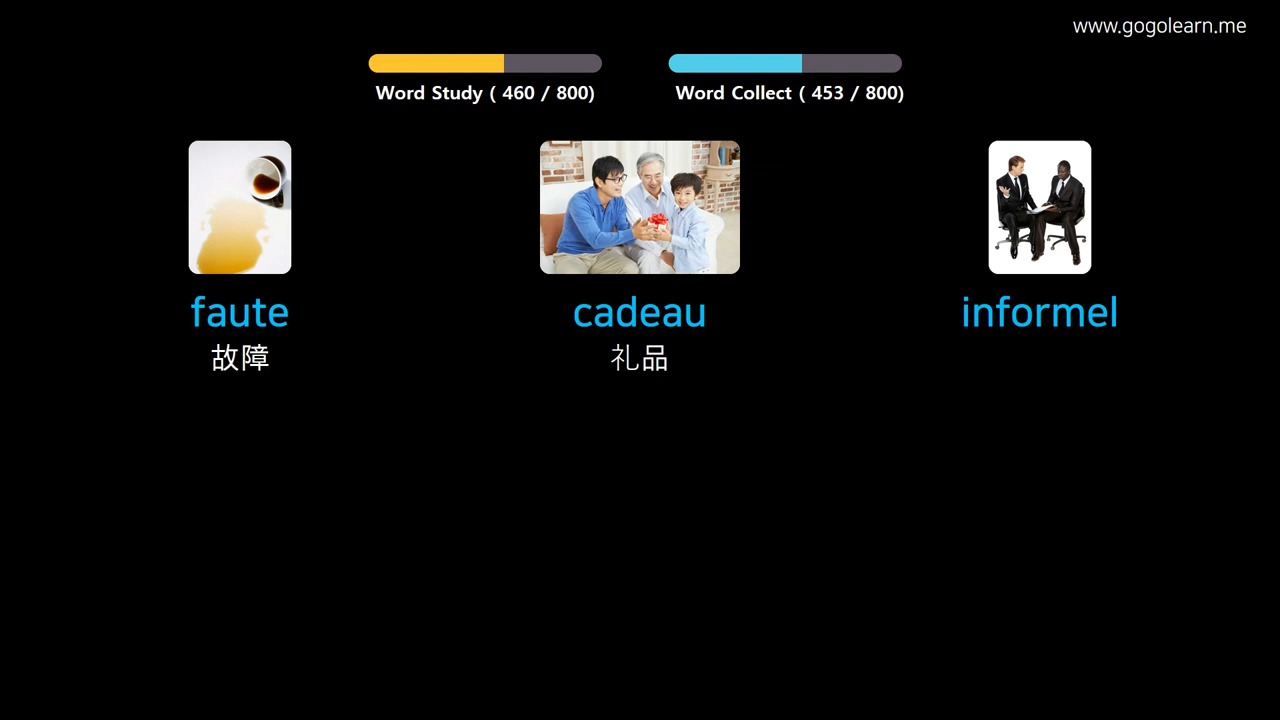 www.gogolearn.me
Word Study ( 460 / 800)
Word Collect ( 453 / 800)
faute
cadeau
informel
故障
礼品